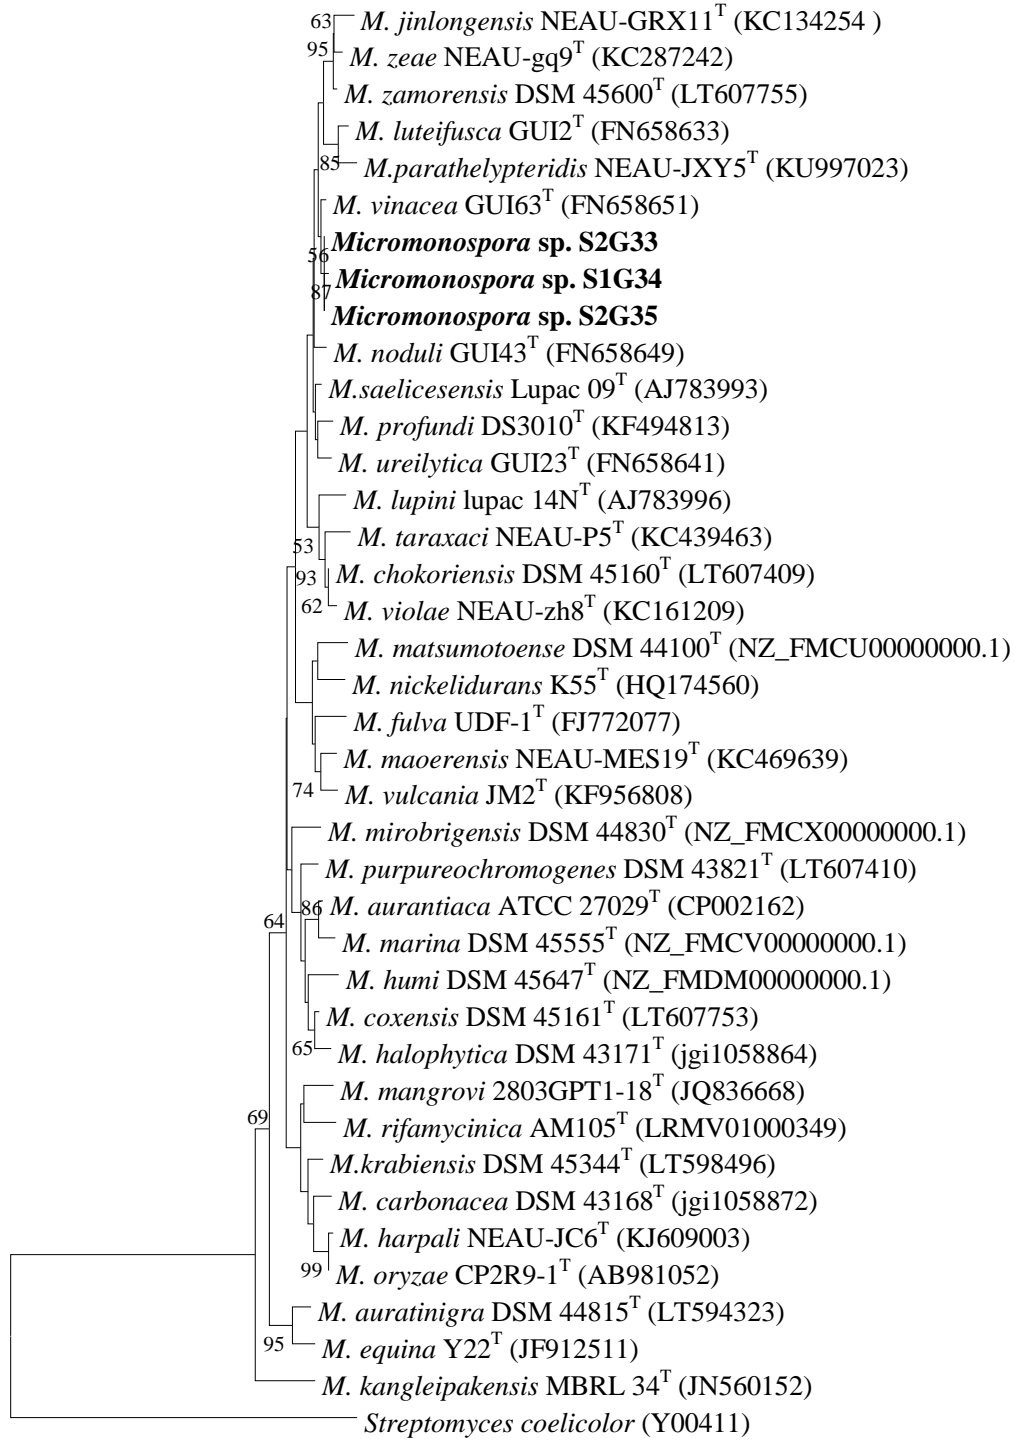 63 M. jinlongensis NEAU-GRX11T (KC134254 )
95 M. zeae NEAU-gq9T (KC287242)
M. zamorensis DSM 45600T (LT607755)
M. luteifusca GUI2T (FN658633)
85 M.parathelypteridis NEAU-JXY5T (KU997023)
M. vinacea GUI63T (FN658651)
Micromonospora sp. S2G33
56
Micromonospora sp. S1G34
87
Micromonospora sp. S2G35
M. noduli GUI43T (FN658649)
M.saelicesensis Lupac 09T (AJ783993)
M. profundi DS3010T (KF494813)
M. ureilytica GUI23T (FN658641)
M. lupini lupac 14NT (AJ783996)
M. taraxaci NEAU-P5T (KC439463)
53
93 M. chokoriensis DSM 45160T (LT607409)
62 M. violae NEAU-zh8T (KC161209)
M. matsumotoense DSM 44100T (NZ_FMCU00000000.1)
M. nickelidurans K55T (HQ174560)
M. fulva UDF-1T (FJ772077)
M. maoerensis NEAU-MES19T (KC469639)
74 M. vulcania JM2T (KF956808)
M. mirobrigensis DSM 44830T (NZ_FMCX00000000.1)
M. purpureochromogenes DSM 43821T (LT607410)
86 M. aurantiaca ATCC 27029T (CP002162)
64
M. marina DSM 45555T (NZ_FMCV00000000.1)
M. humi DSM 45647T (NZ_FMDM00000000.1)
M. coxensis DSM 45161T (LT607753)
65 M. halophytica DSM 43171T (jgi1058864)
M. mangrovi 2803GPT1-18T (JQ836668)
69
M. rifamycinica AM105T (LRMV01000349)
M.krabiensis DSM 45344T (LT598496)
M. carbonacea DSM 43168T (jgi1058872)
M. harpali NEAU-JC6T (KJ609003)
99 M. oryzae CP2R9-1T (AB981052)
M. auratinigra DSM 44815T (LT594323)
95 M. equina Y22T (JF912511)
M. kangleipakensis MBRL 34T (JN560152)
Streptomyces coelicolor (Y00411)